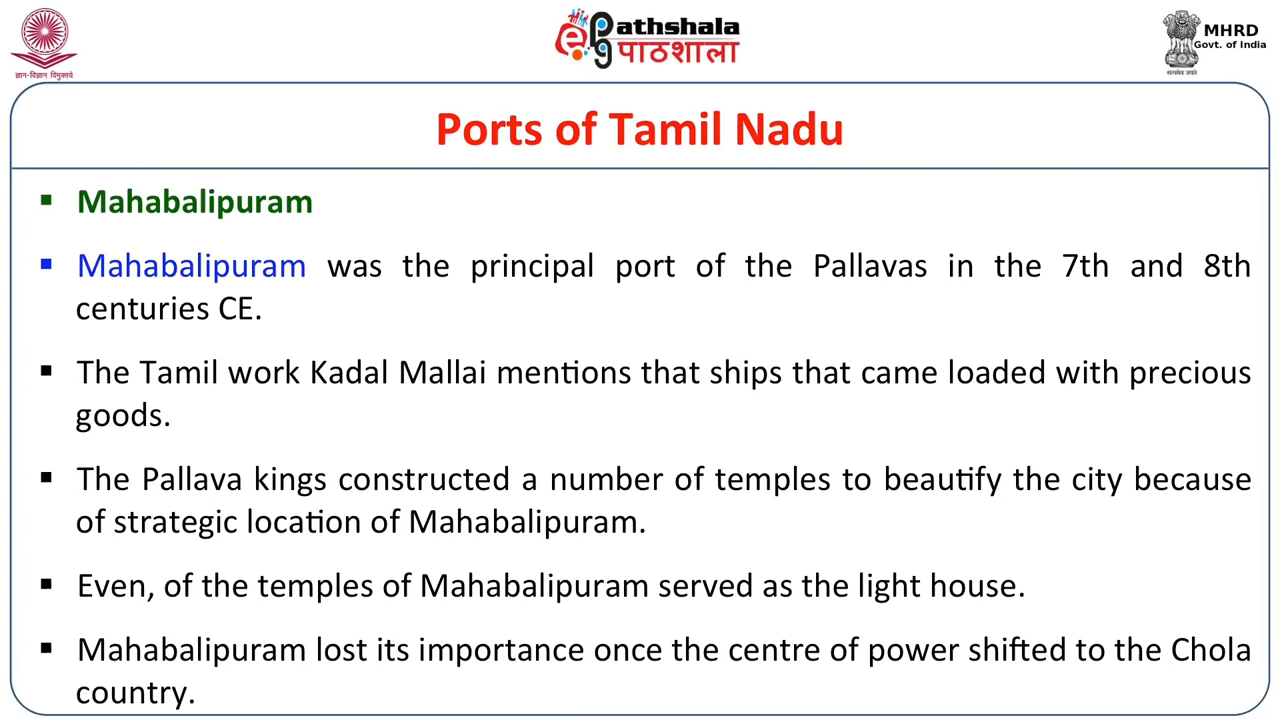 ज्ञान-विज्ञान विमुक्तये
ePathshala
पाठशाला
MHRD
Govt. of India
सत्यमेव जयते
Ports of Tamil Nadu
▪ Mahabalipuram
▪ Mahabalipuram was the principal port of the Pallavas in the 7th and 8th
centuries CE.
▪ The Tamil work Kadal Mallai mentions that ships that came loaded with precious
goods.
▪ The Pallava kings constructed a number of temples to beautify the city because
of strategic location of Mahabalipuram.
▪ Even, of the temples of Mahabalipuram served as the light house.
▪ Mahabalipuram lost its importance once the centre of power shifted to the Chola
country.